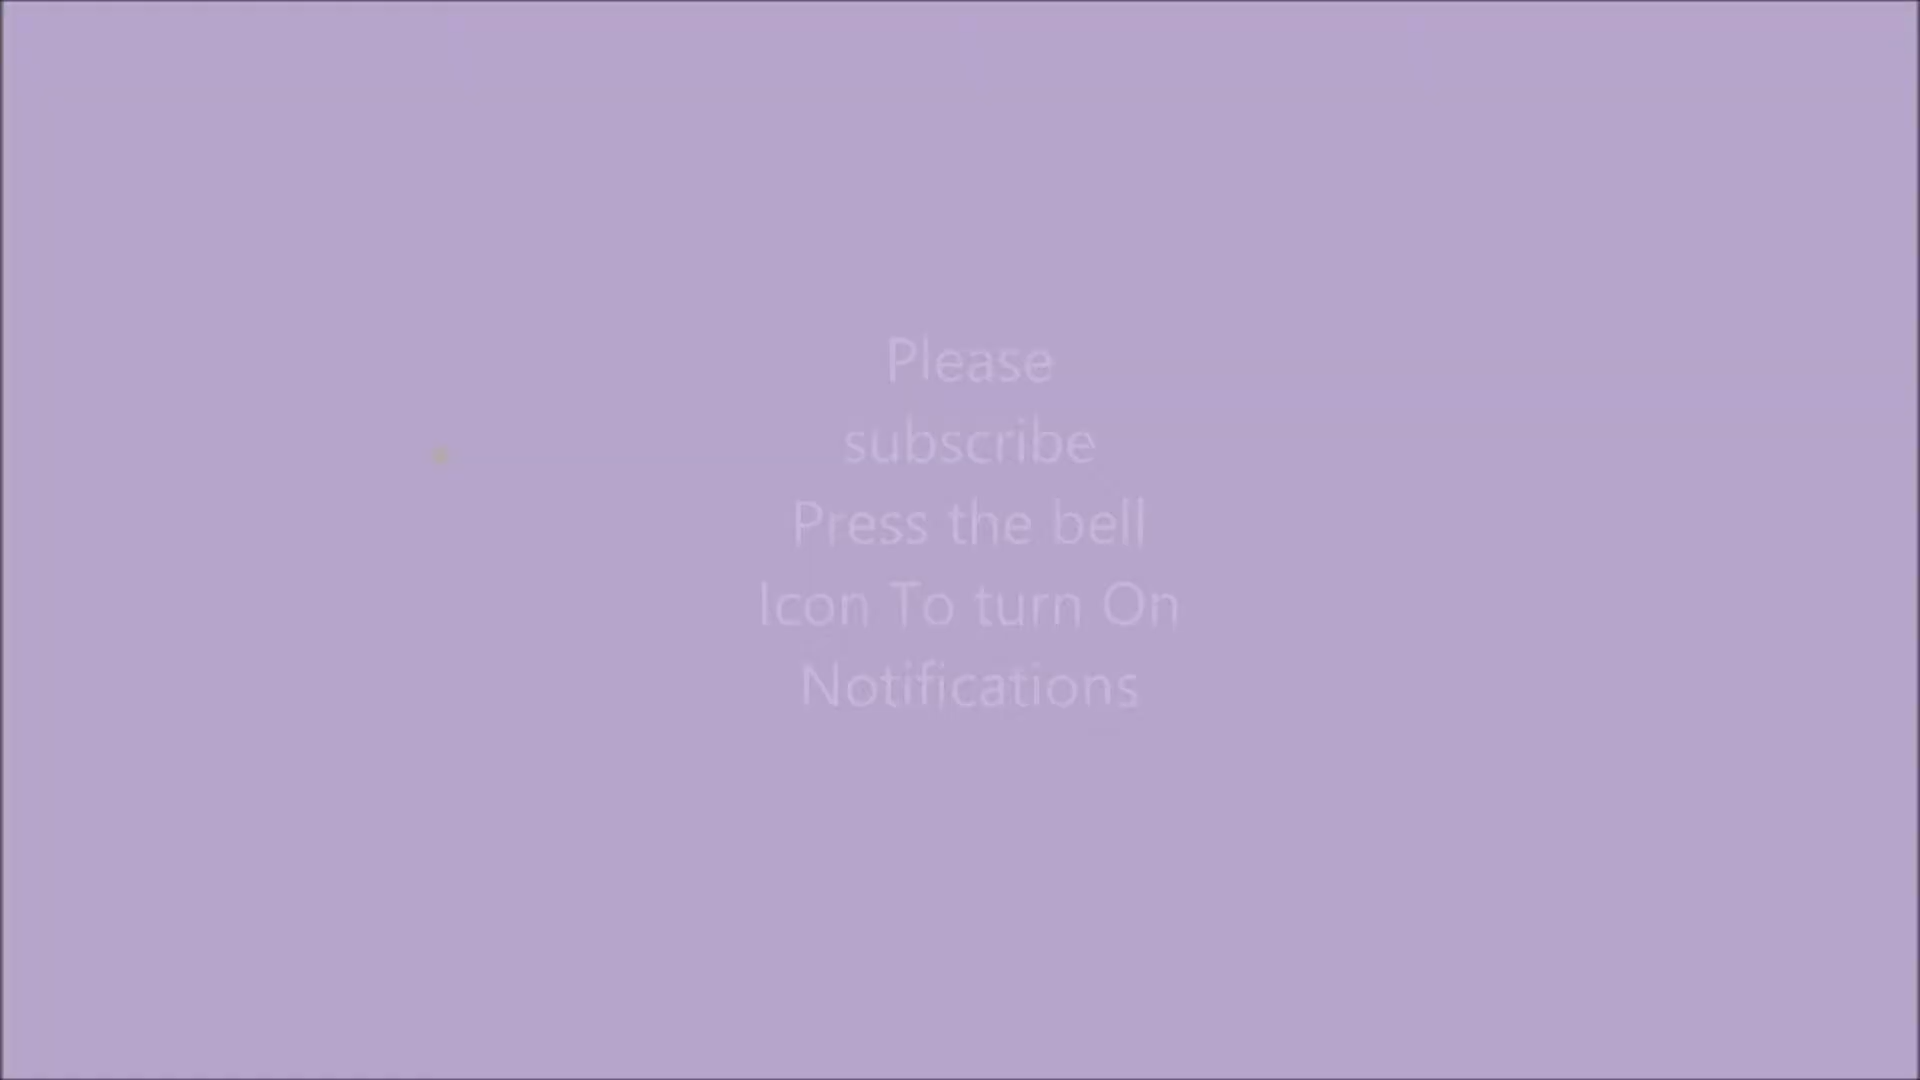 Please
subscribe
Press the bell
Icon To turn On
Notifications